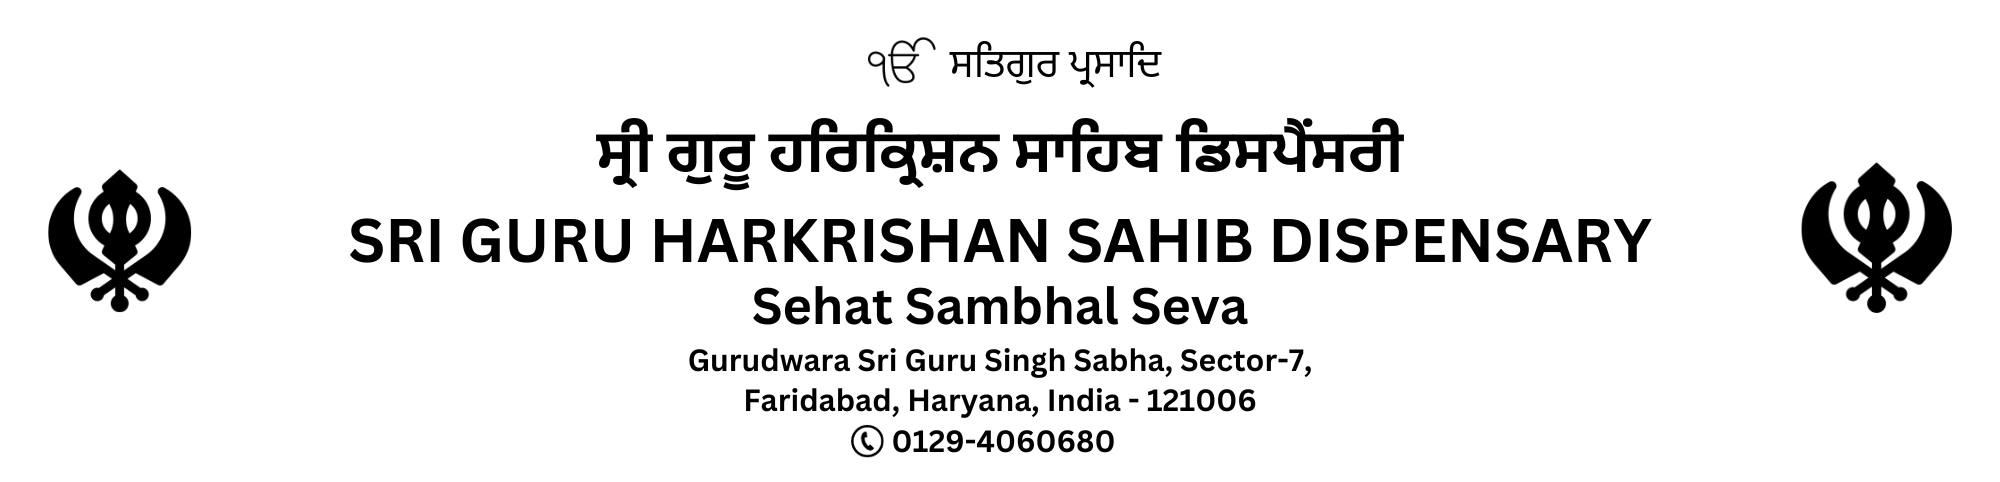 ੴ ਸਤਿਗੁਰ ਪ੍ਰਸਾਦਿ
ਸ੍ਰੀ ਗੁਰੂ ਹਰਿਕ੍ਰਿਸ਼ਨ ਸਾਹਿਬ ਡਿਸਪੈਂਸਰੀ
SRI GURU HARKRISHAN SAHIB DISPENSARY
Sehat Sambhal Seva
Gurudwara Sri Guru Singh Sabha, Sector-7,
Faridabad, Haryana, India - 121006
0129-4060680